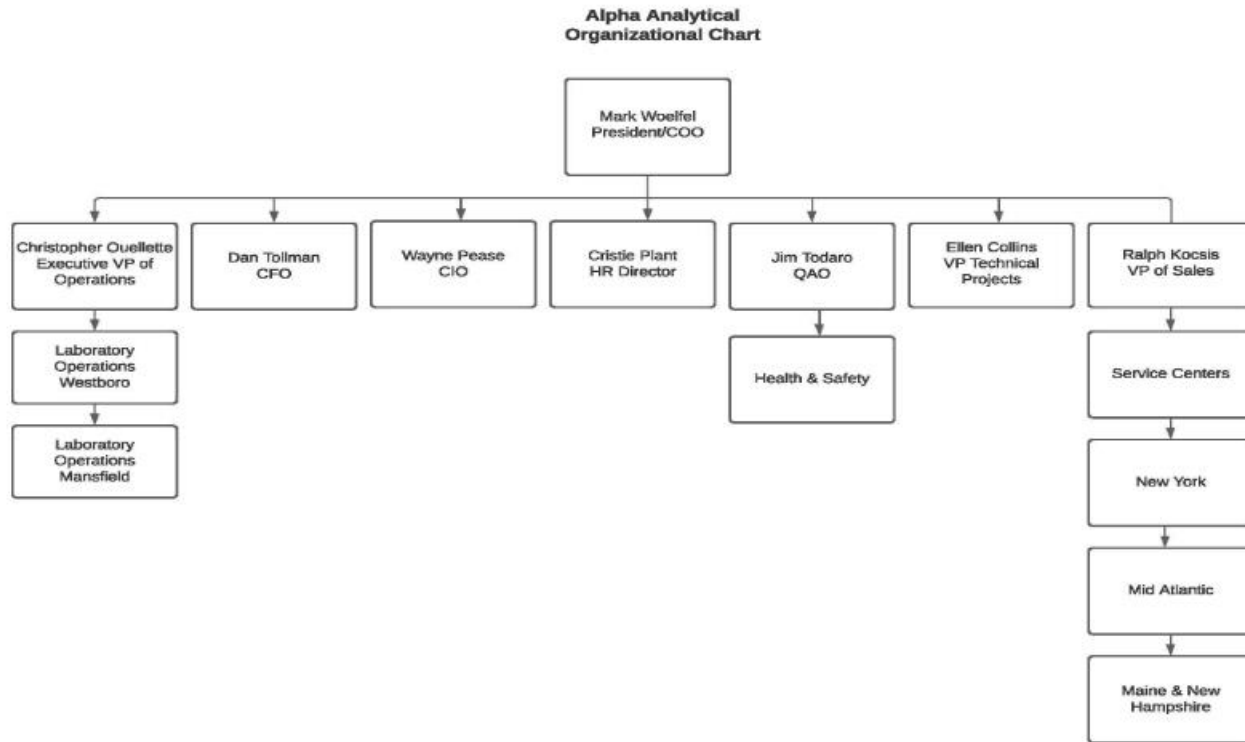 Alpha Analytical
Organizational Chart
Mark Woelfel
President/COO
Christopher Ouellette
Executive VP of
Operations
Dan Tollman
CFO
Wayne Pease
CIO
Cristie Plant
HR Director
Jim Todaro
QAO
Ellen Collins
VP Technical
Projects
Ralph Kocsis
VP of Sales
Laboratory
Operations
Westboro
Health & Safety
Service Centers
Laboratory
Operations
Mansfield
New York
Mid Atlantic
Maine & New
Hampshire